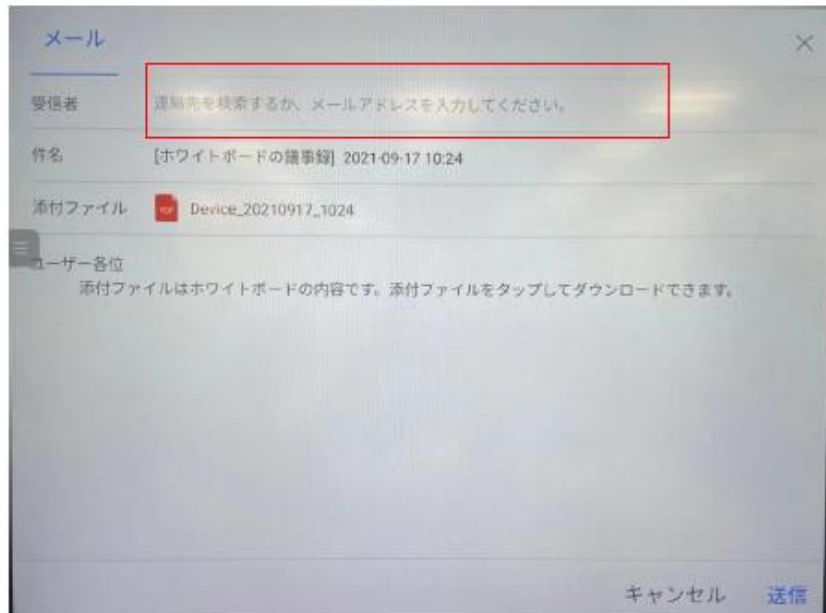 メール
受信者 連絡先を検索するか、メールアドレスを入力してください。
件名 [ホワイトボードの議事録] 2021-09-17 10:24
添付ファイル PDF Device_20210917_1024
ユーザー各位
添付ファイルはホワイトボードの内容です。添付ファイルをタップしてダウンロードできます。
キャンセル 送信